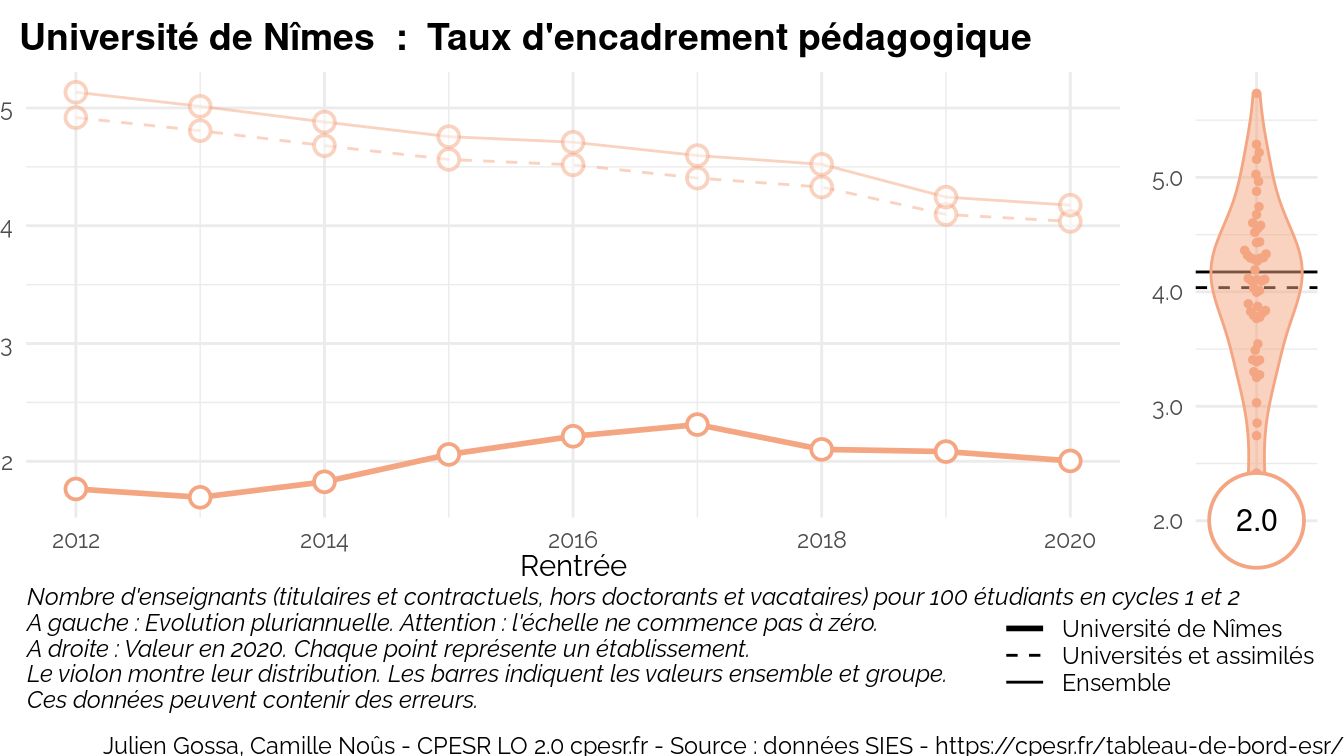 Université de Nîmes : Taux d'encadrement pédagogique
5
4
3
2
2012
2014
2016
2018
2020
Rentrée
5.0
4.0
3.0
2.0
2.0
Nombre d'enseignants (titulaires et contractuels, hors doctorants et vacataires) pour 100 étudiants en cycles 1 et 2
A gauche : Evolution pluriannuelle. Attention : l'échelle ne commence pas à zéro.
A droite : Valeur en 2020. Chaque point représente un établissement.
Le violon montre leur distribution. Les barres indiquent les valeurs ensemble et groupe.
Ces données peuvent contenir des erreurs.
Université de Nîmes
Universités et assimilés
Ensemble
Julien Gossa, Camille Noûs - CPESR LO 2.0 cpesr.fr - Source : données SIES - https://cpesr.fr/tableau-de-bord-esr/